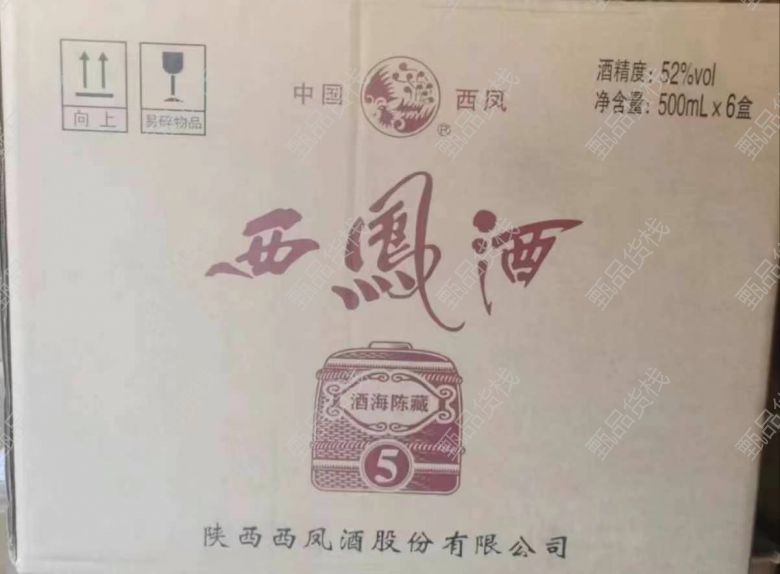 向上
易碎物品
中国 西凤
®
酒精度：52%vol
净含量：500mL×6盒
西鳳酒
酒海陈藏
5
陕西西凤酒股份有限公司
甄品货栈